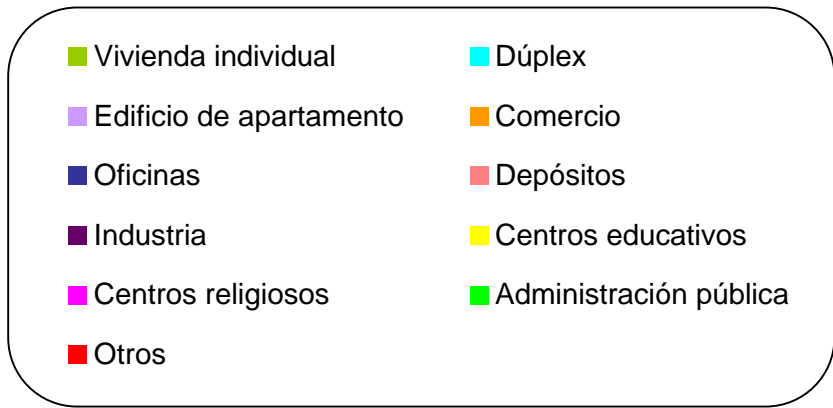 Vivienda individual
Dúplex
Edificio de apartamento
Comercio
Oficinas
Depósitos
Industria
Centros educativos
Centros religiosos
Administración pública
Otros